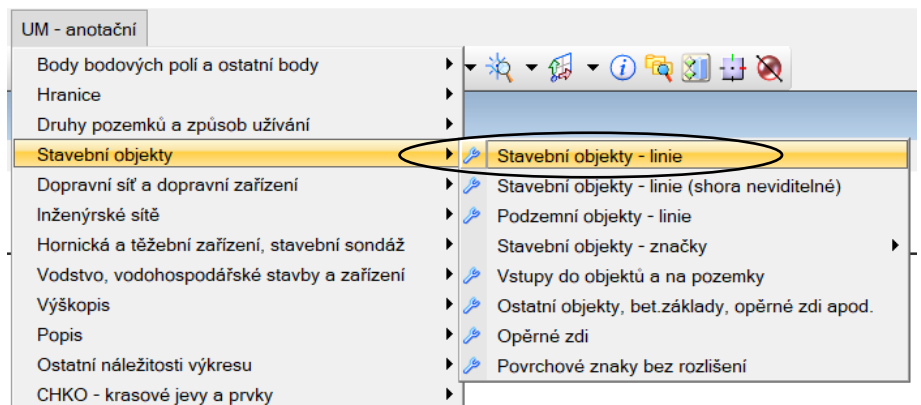 UM - anotační
Body bodových polí a ostatní body
Hranice
Druhy pozemků a způsob užívání
Stavební objekty
Dopravní síť a dopravní zařízení
Inženýrské sítě
Hornická a těžební zařízení, stavební sondáž
Vodstvo, vodohospodářské stavby a zařízení
Výškopis
Popis
Ostatní náležitosti výkresu
CHKO - krasové jevy a prvky
Stavební objekty - linie
Stavební objekty - linie (shora neviditelné)
Podzemní objekty - linie
Stavební objekty - značky
Vstupy do objektů a na pozemky
Ostatní objekty, bet.základy, opěrné zdi apod.
Opěrné zdi
Povrchové znaky bez rozlišení